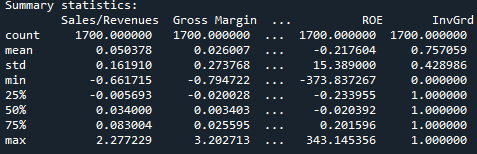 Summary statistics:
Sales/Revenues Gross Margin ... ROE InvGrd
count 1700.000000 1700.000000 ... 1700.000000 1700.000000
mean 0.050378 0.026007 ... -0.217604 0.757059
std 0.161910 0.273768 ... 15.389000 0.428986
min -0.661715 -0.794722 ... -373.837267 0.000000
25% -0.005693 -0.020028 ... -0.233955 1.000000
50% 0.034000 0.003403 ... -0.020392 1.000000
75% 0.083004 0.025595 ... 0.201596 1.000000
max 2.277229 3.202713 ... 343.145356 1.000000